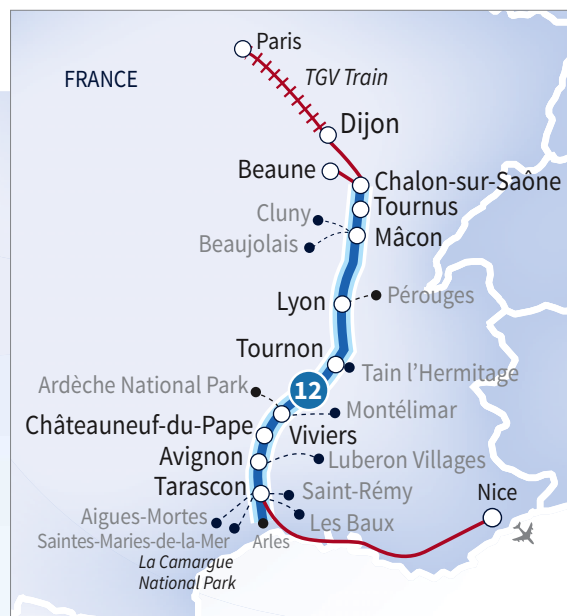 Paris
FRANCE
TGV Train
Dijon
Beaune
Chalon-sur-Saône
Tournus
Cluny
Mâcon
Beaujolais
Lyon
Pérouges
Tournon
Tain l’Hermitage
Ardèche National Park
12
Montélimar
Châteauneuf-du-Pape
Viviers
Avignon
Luberon Villages
Tarascon
Saint-Rémy
Nice
Aigues-Mortes
Les Baux
Saintes-Maries-de-la-Mer
Arles
La Camargue
National Park